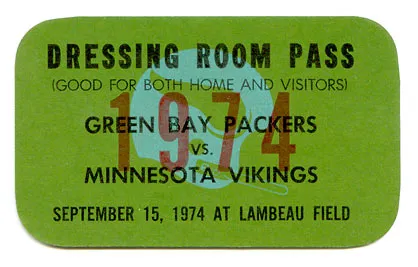 DRESSING ROOM PASS
(GOOD FOR BOTH HOME AND VISITORS)
1974
GREEN BAY PACKERS
VS.
MINNESOTA VIKINGS
SEPTEMBER 15, 1974 AT LAMBEAU FIELD